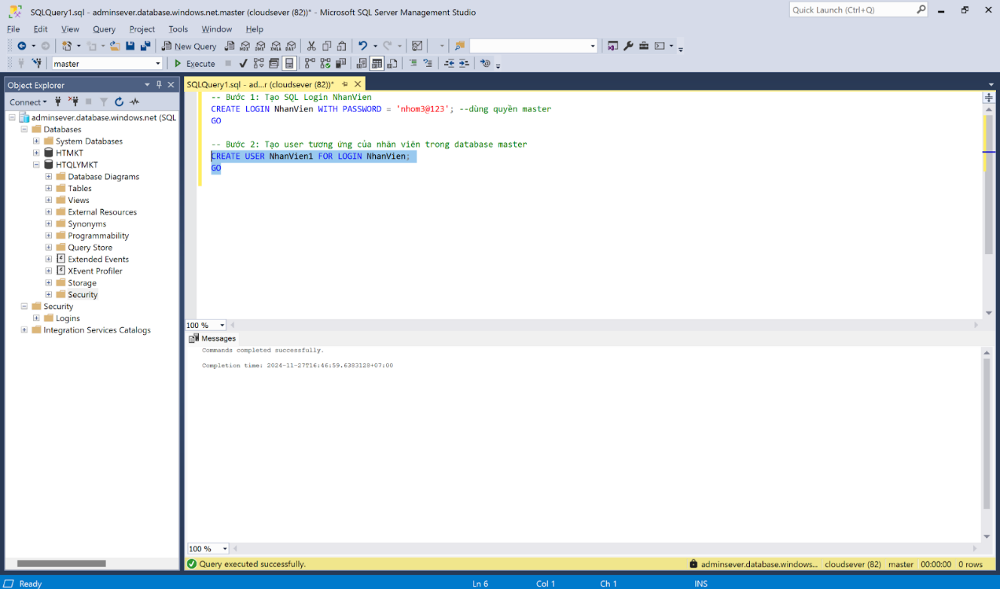 SQLQuery1.sql - adminsever.database.windows.net.master (cloudsever (82))* - Microsoft SQL Server Management Studio
Quick Launch (Ctrl+Q)
File Edit View Query Project Tools Window Help
New Query
MDX DMX XMLA DAX
master
Execute
Object Explorer
Connect
adminsever.database.windows.net (SQL
Databases
System Databases
HTMKT
HTQLYMKT
Database Diagrams
Tables
Views
External Resources
Synonyms
Programmability
Query Store
Extended Events
XEvent Profiler
Storage
Security
Security
Logins
Integration Services Catalogs
SQLQuery1.sql - ad...r (cloudsever (82))*
-- Bước 1: Tạo SQL Login NhanVien
CREATE LOGIN NhanVien WITH PASSWORD = 'nhom3@123'; --dùng quyền master
GO
-- Bước 2: Tạo user tương ứng của nhân viên trong database master
CREATE USER NhanVien1 FOR LOGIN NhanVien;
GO
100 %
Messages
Commands completed successfully.
Completion time: 2024-11-27T16:46:59.6383128+07:00
100 %
Query executed successfully.
adminsever.database.windows... cloudsever (82) master 00:00:00 0 rows
Ready
Ln 6 Col 1 Ch 1 INS